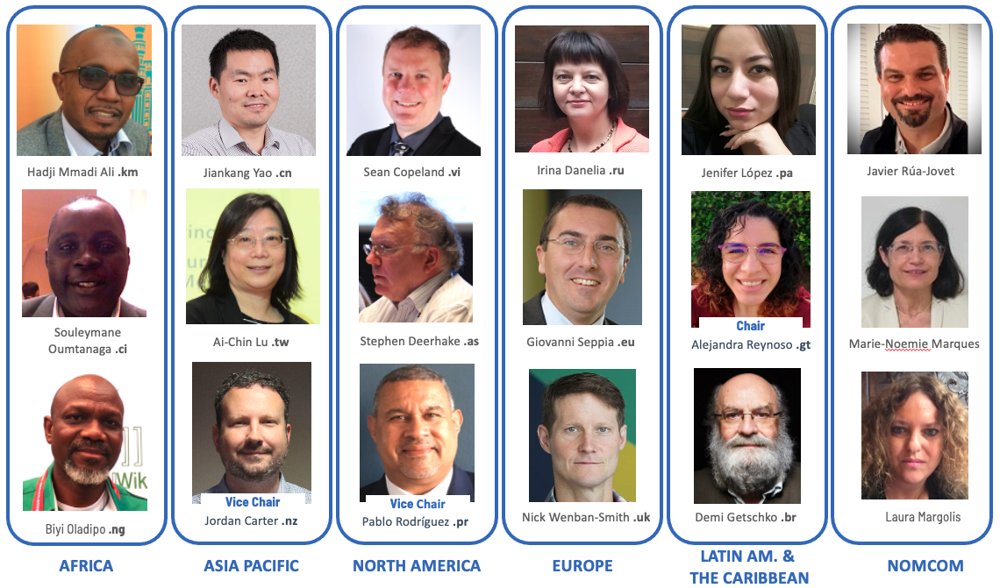 Hadji Mmadi Ali .km
Souleymane
Oumtanaga .ci
Wik
Biyi Oladipo .ng
AFRICA
Jiankang Yao .cn
ting
Ai-Chin Lu .tw
Vice Chair
Jordan Carter .nz
ASIA PACIFIC
Sean Copeland .vi
Stephen Deerhake .as
Vice Chair
Pablo Rodríguez .pr
NORTH AMERICA
Irina Danelia .ru
Giovanni Seppia .eu
Nick Wenban-Smith .uk
EUROPE
Jenifer López .pa
Chair
Alejandra Reynoso .gt
Demi Getschko .br
LATIN AM. &
THE CARIBBEAN
Javier Rúa-Jovet
Marie-Noemie Marques
Laura Margolis
NOMCOM